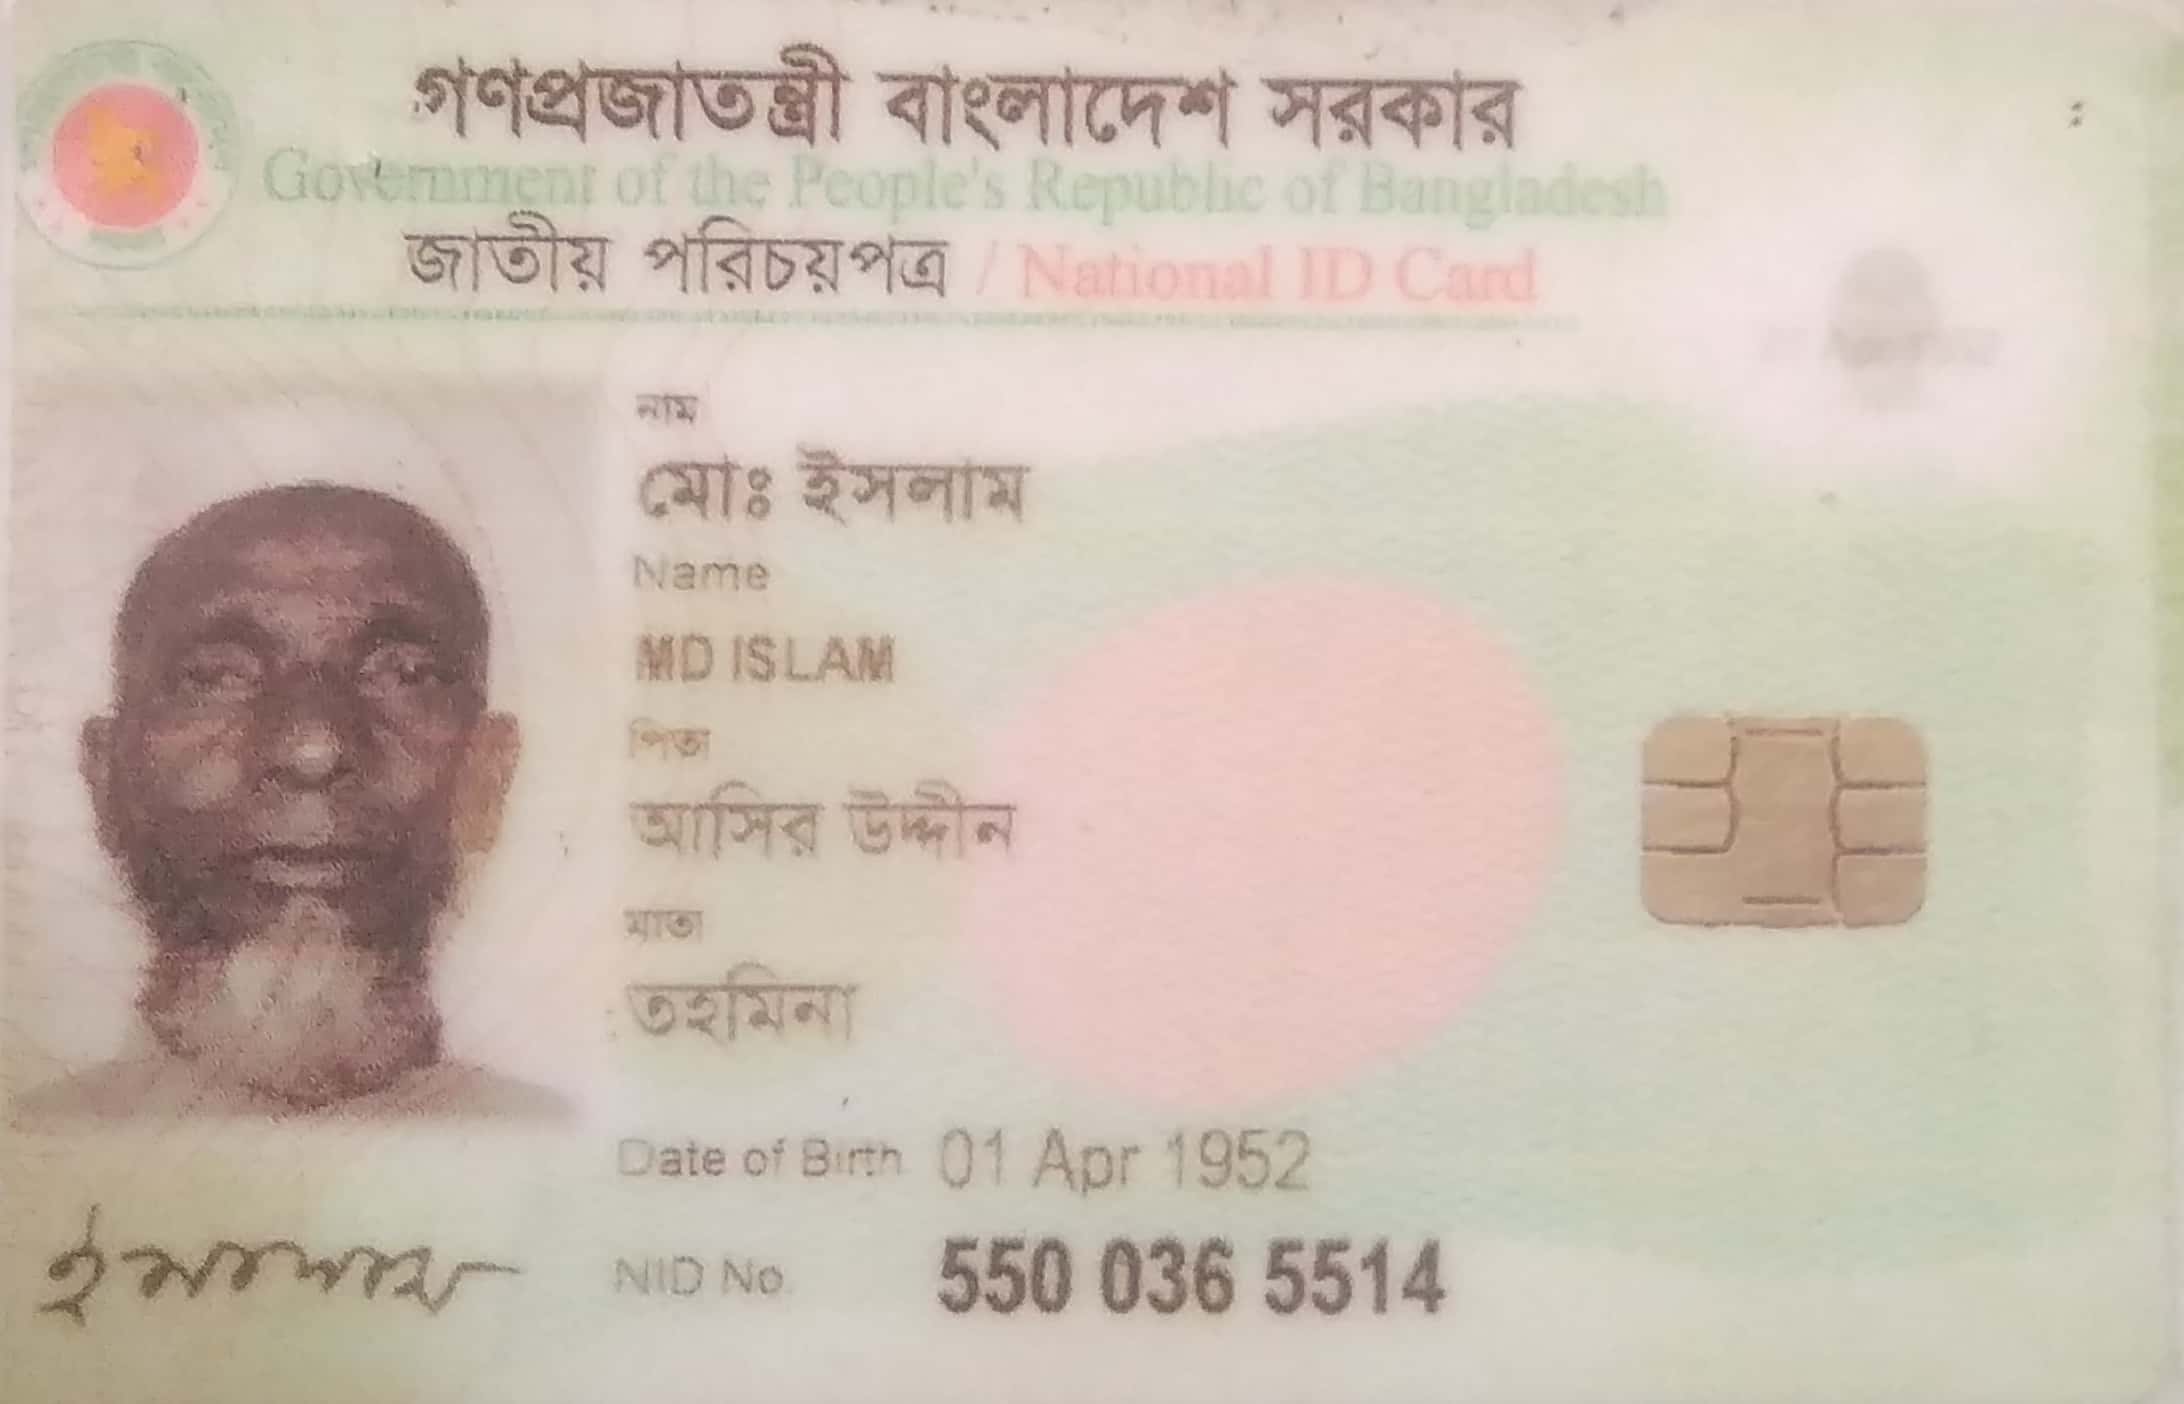 গণপ্রজাতন্ত্রী বাংলাদেশ সরকার
Government of the People's Republic of Bangladesh
জাতীয় পরিচয়পত্র / National ID Card
নাম
মোঃ ইসলাম
Name
MD ISLAM
পিতা
আসির উদ্দীন
মাতা
তহমিনা
Date of Birth 01 Apr 1952
ইসলাম
NID No. 550 036 5514